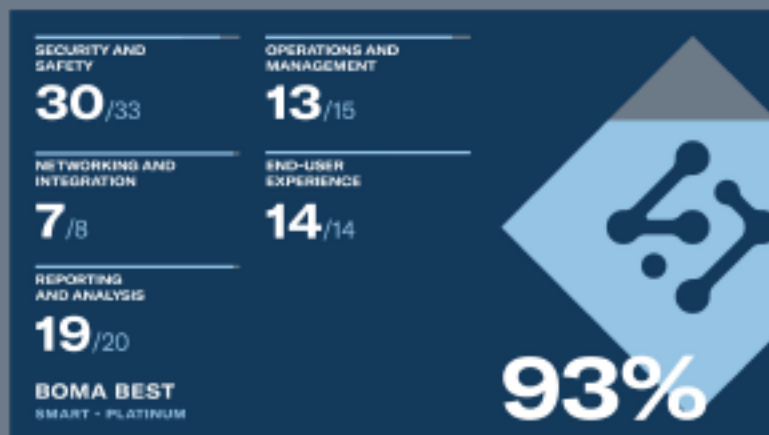 SECURITY AND
SAFETY
30/33
OPERATIONS AND
MANAGEMENT
13/15
NETWORKING AND
INTEGRATION
7/8
END-USER
EXPERIENCE
14/14
REPORTING
AND ANALYSIS
19/20
BOMA BEST
SMART - PLATINUM
93%